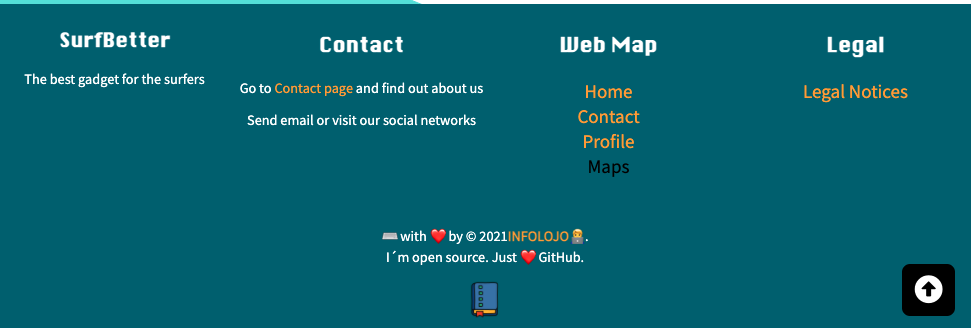 SurfBetter
The best gadget for the surfers
Contact
Go to Contact page and find out about us
Send email or visit our social networks
Web Map
Home
Contact
Profile
Maps
Legal
Legal Notices
⌨️ with ❤️ by © 2021INFOLOJO👨‍💻.
I´m open source. Just ❤️ GitHub.